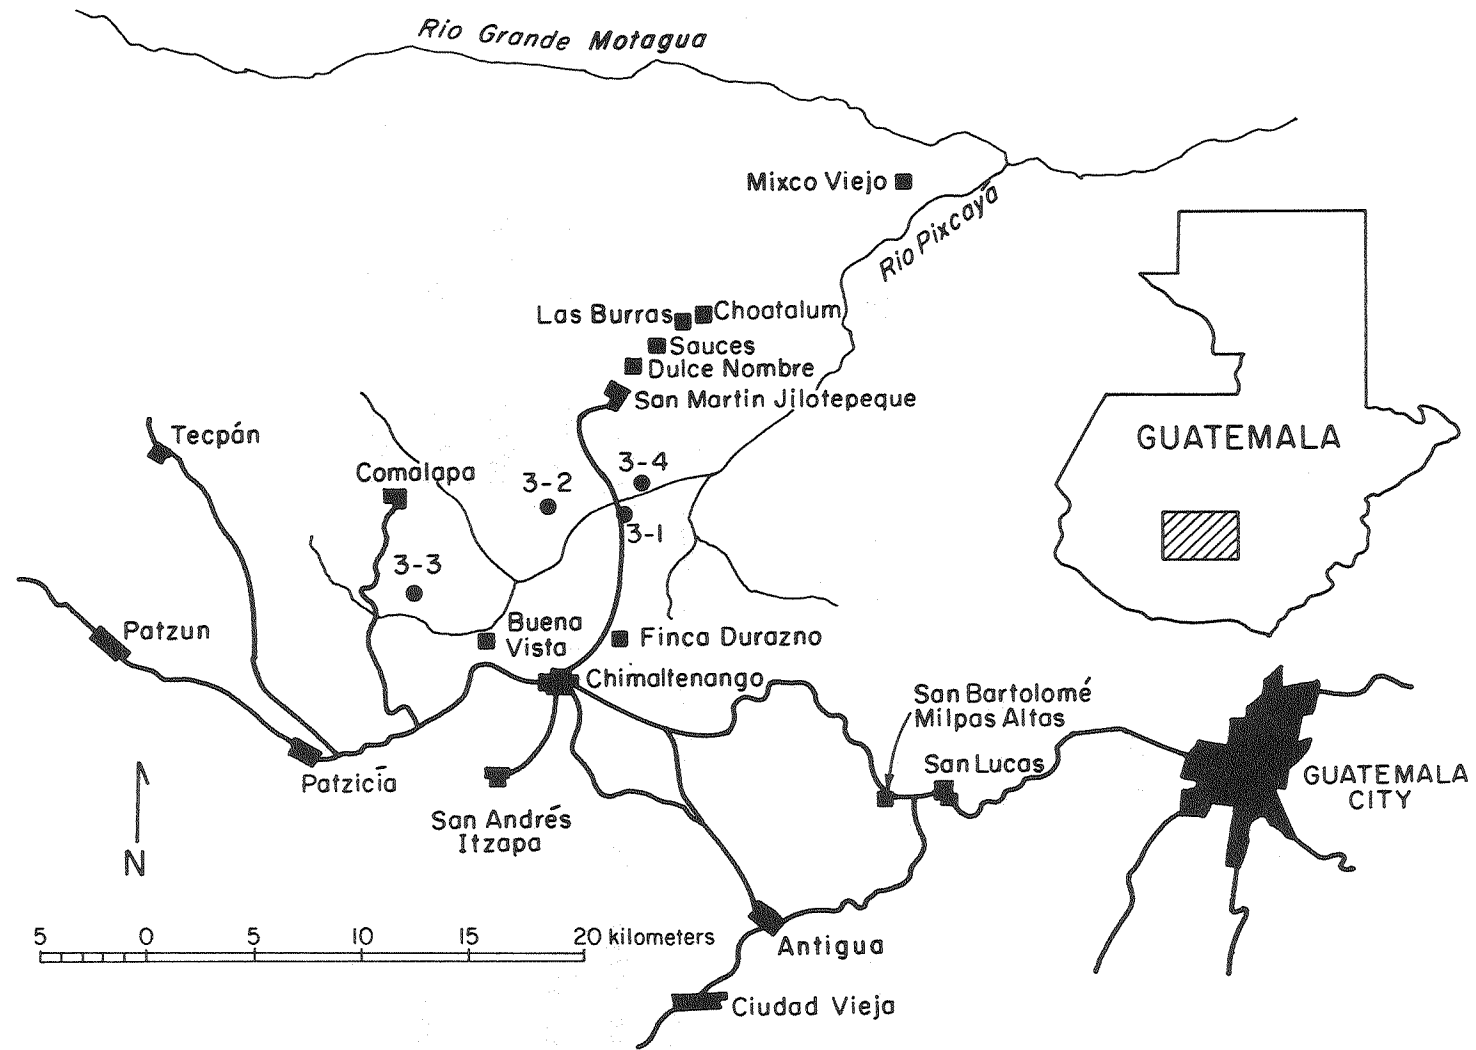 Rio Grande Motagua
Mixco Viejo
Rio Pixcayá
Las Burras
Choatalum
Sauces
Dulce Nombre
San Martin Jilotepeque
GUATEMALA
Tecpán
Comalapa
3-4
3-2
3-1
3-3
Patzun
Buena
Vista
Finca Durazno
Chimaltenango
San Bartolomé
Milpas Altas
San Lucas
GUATEMALA
CITY
Patzicīa
San Andrés
Itzapa
N
5 0 5 10 15 20 kilometers
Antigua
Ciudad Vieja